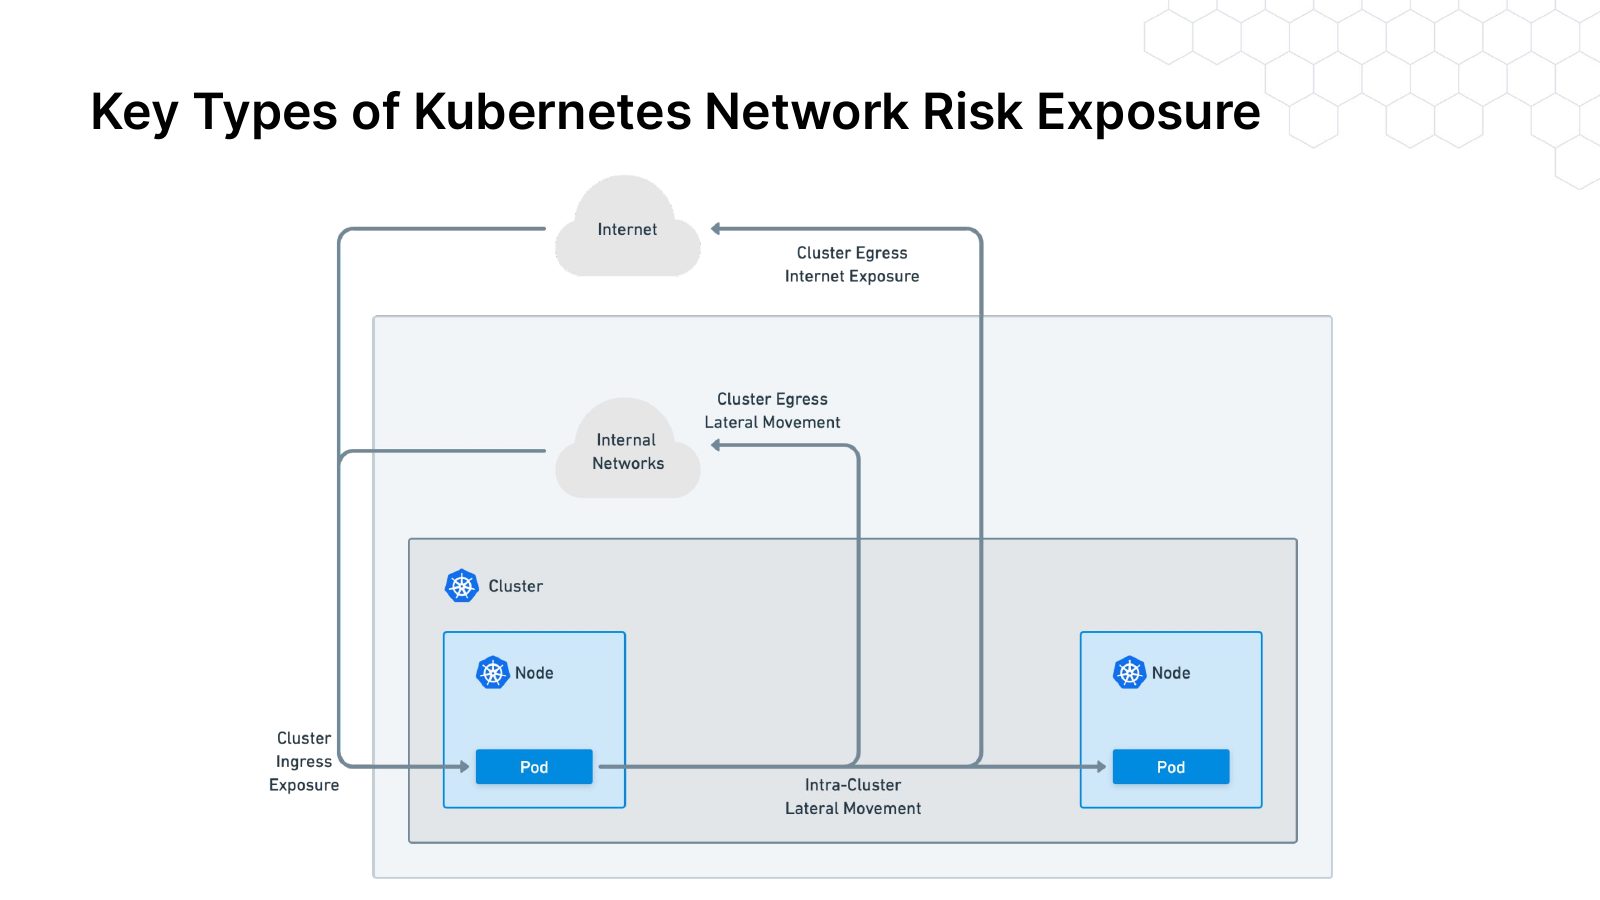 Key Types of Kubernetes Network Risk Exposure
Internet
Cluster Egress
Internet Exposure
Cluster Egress
Lateral Movement
Internal
Networks
Cluster
Node
Node
Cluster
Ingress
Exposure
Pod
Pod
Intra-Cluster
Lateral Movement